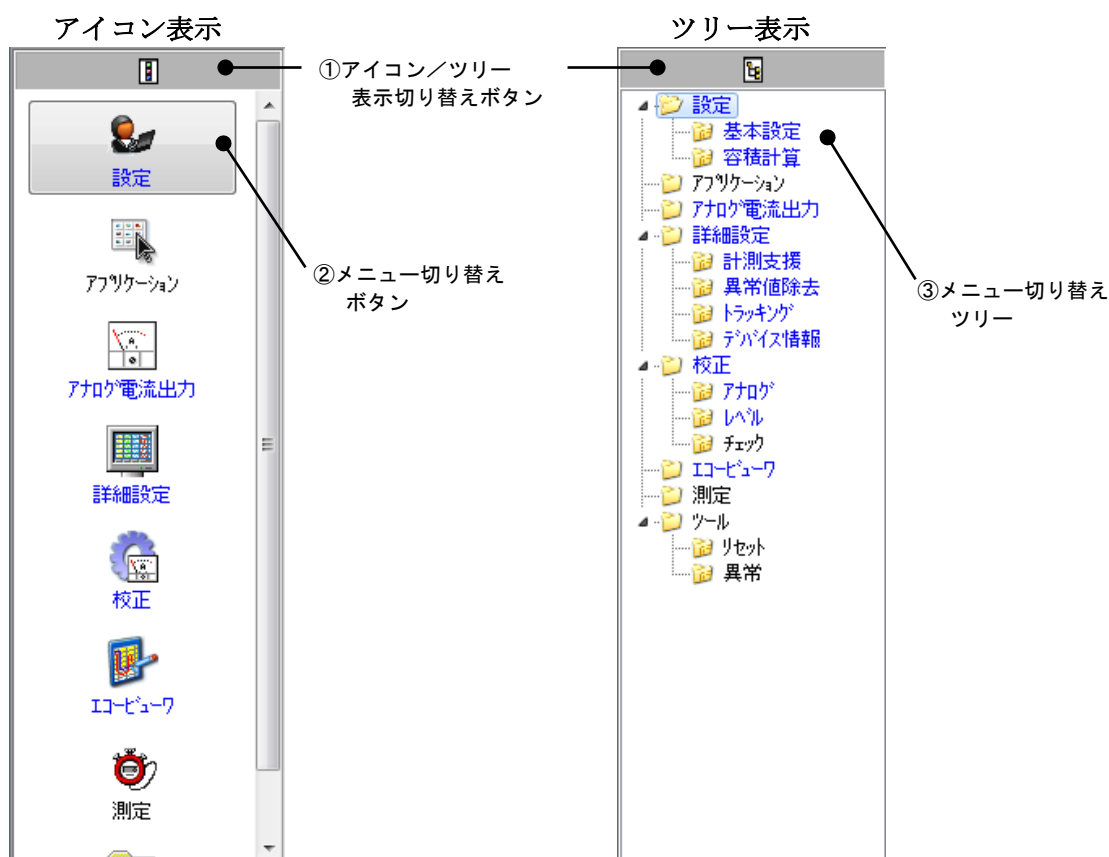 アイコン表示
ツリー表示
①アイコン／ツリー
表示切り替えボタン
設定
ｱﾌﾟﾘｹｰｼｮﾝ
ｱﾅﾛｸﾞ電流出力
詳細設定
校正
ｴｺｰﾋﾞｭｰﾜ
測定
②メニュー切り替え
ボタン
設定
基本設定
容積計算
ｱﾌﾟﾘｹｰｼｮﾝ
ｱﾅﾛｸﾞ電流出力
詳細設定
計測支援
異常値除去
ﾄﾗｯｷﾝｸﾞ
ﾃﾞﾊﾞｲｽ情報
校正
ｱﾅﾛｸﾞ
ﾚﾍﾞﾙ
ﾁｪｯｸ
ｴｺｰﾋﾞｭｰﾜ
測定
ﾂｰﾙ
ﾘｾｯﾄ
異常
③メニュー切り替え
ツリー